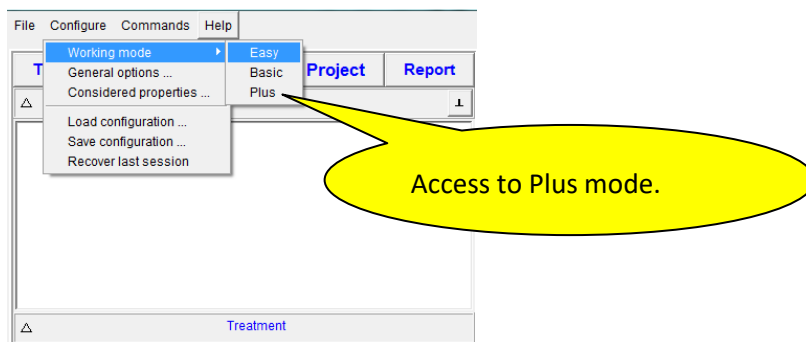 File Configure Commands Help
Working mode Easy
T Project Report
General options ... Basic
Considered properties ... Plus
Load configuration ...
Save configuration ...
Recover last session
Access to Plus mode.
Treatment